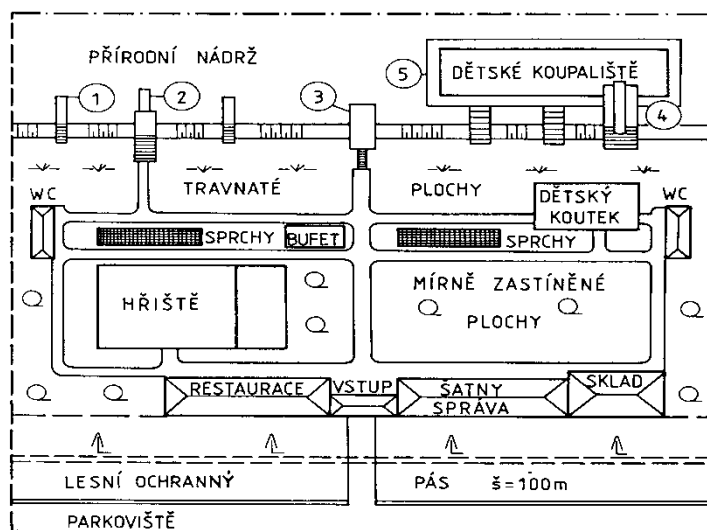 PŘÍRODNÍ NÁDRŽ
5
DĚTSKÉ KOUPALIŠTĚ
1
2
3
4
WC
TRAVNATÉ
PLOCHY
DĚTSKÝ
KOUTEK
WC
SPRCHY
BUFET
SPRCHY
HŘIŠTĚ
MÍRNĚ ZASTÍNĚNÉ
PLOCHY
RESTAURACE
VSTUP
ŠATNY
SPRÁVA
SKLAD
LESNÍ OCHRANNÝ
PÁS š=100m
PARKOVIŠTĚ